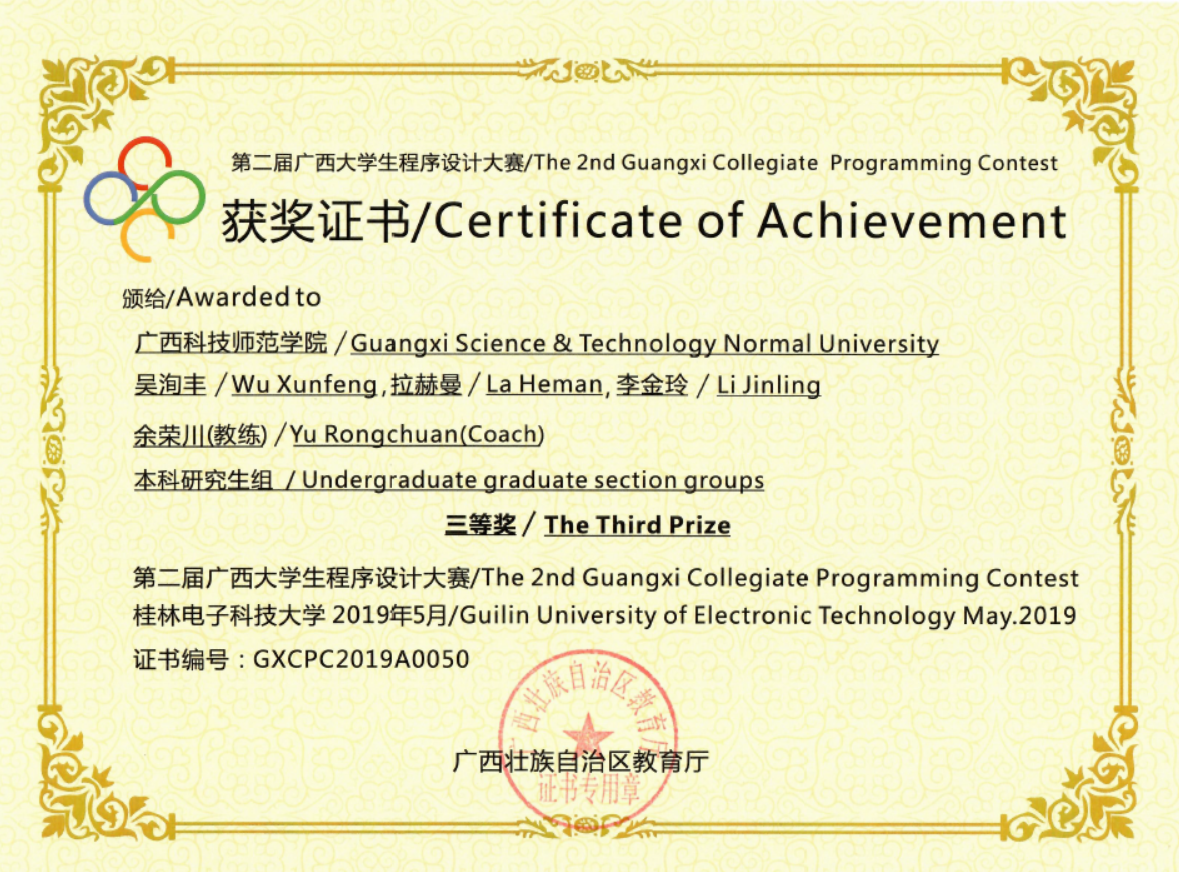 第二届广西大学生程序设计大赛/The 2nd Guangxi Collegiate Programming Contest
获奖证书/Certificate of Achievement
颁给/Awarded to
广西科技师范学院 / Guangxi Science & Technology Normal University
吴洵丰 / Wu Xunfeng, 拉赫曼 / La Heman, 李金玲 / Li Jinling
余荣川(教练) / Yu Rongchuan(Coach)
本科研究生组 / Undergraduate graduate section groups
三等奖 / The Third Prize
第二届广西大学生程序设计大赛/The 2nd Guangxi Collegiate Programming Contest
桂林电子科技大学 2019年5月/Guilin University of Electronic Technology May.2019
证书编号：GXCPC2019A0050
广西壮族自治区教育厅
广西壮族自治区教育厅
证书专用章